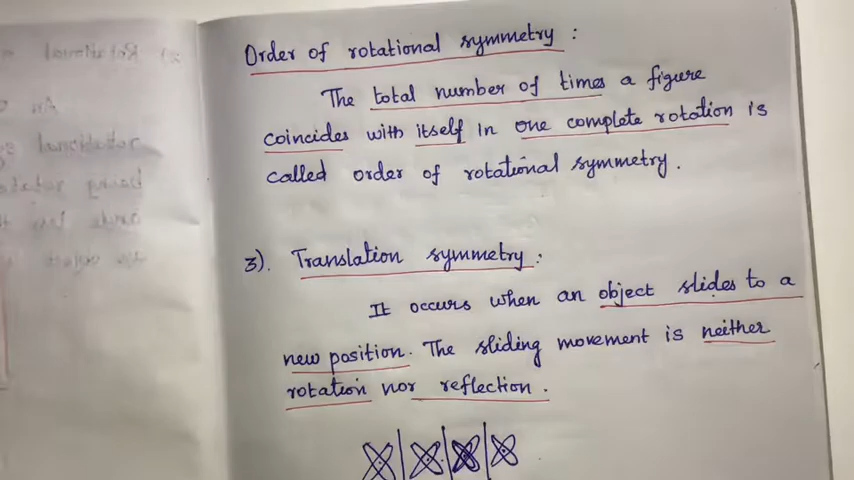 Order of rotational symmetry :
The total number of times a figure
coincides with itself in one complete rotation is
called order of rotational symmetry.
3). Translation symmetry :
It occurs when an object slides to a
new position. The sliding movement is neither
rotation nor reflection.